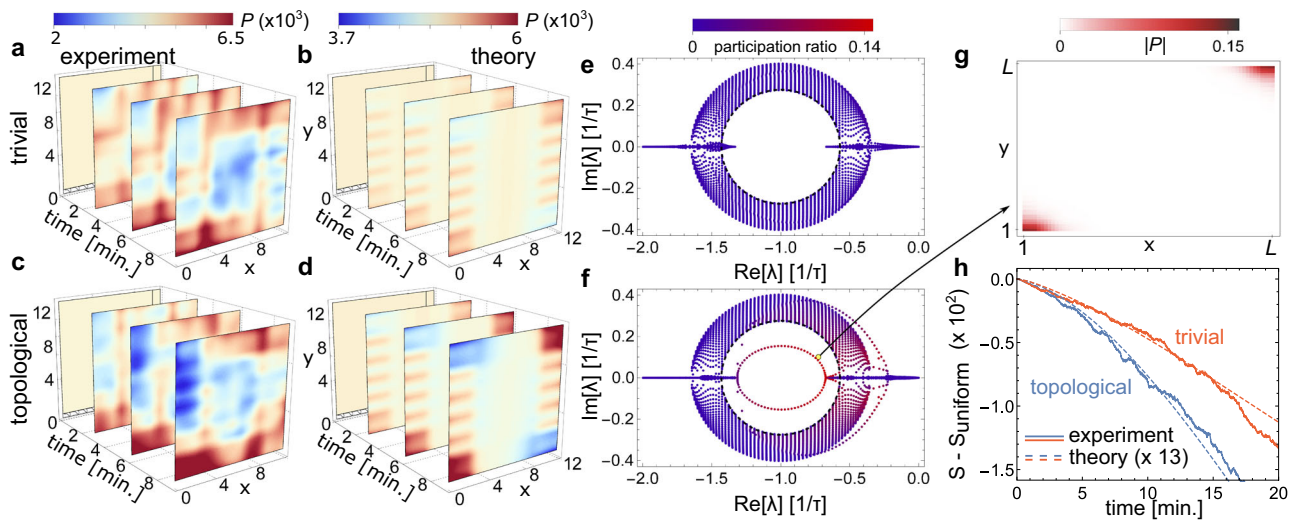 P (x10³)
2
6.5
P (x10³)
3.7
6
participation ratio
0
0.14
0
|P|
0.15
a
experiment
trivial
12
8
4
0
0
2
4
6
8
time [min.]
0
4
8
x
b
theory
12
8
y
4
0
0
2
4
6
8
time [min.]
0
4
8
12
x
e
Im[λ] [1/τ]
0.4
0.2
0.0
−0.2
−0.4
−2.0
−1.5
−1.0
−0.5
0.0
Re[λ] [1/τ]
g
L
y
1
1
x
L
c
topological
12
8
4
0
0
2
4
6
8
time [min.]
0
4
8
x
d
12
8
y
4
0
0
2
4
6
8
time [min.]
0
4
8
12
x
f
Im[λ] [1/τ]
0.4
0.2
0.0
−0.2
−0.4
−2.0
−1.5
−1.0
−0.5
0.0
Re[λ] [1/τ]
h
S - Suniform (x 10²)
0.0
−0.5
−1.0
−1.5
trivial
topological
experiment
theory (x 13)
0
5
10
15
20
time [min.]